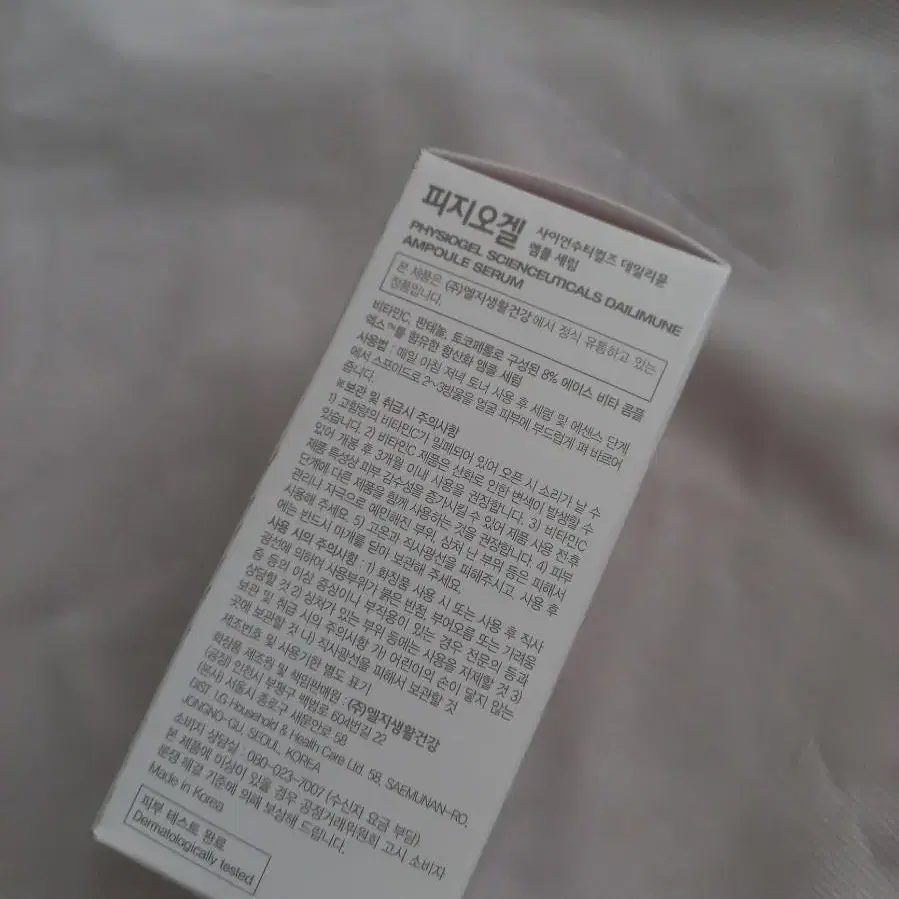 피지오겔 사이언수티컬즈 데일리뮨
앰플 세럼
PHYSIOGEL SCIENCEUTICALS DAILIMUNE
AMPOULE SERUM
본 제품은 (주)엘지생활건강에서 정식 유통하고 있는
정품입니다.
비타민C, 판테놀, 토코페롤로 구성된 8% 에이스 비타 콤플
렉스™를 함유한 항산화 앰플 세럼
사용법 : 매일 아침 저녁 토너 사용 후 세럼 및 에센스 단계
에서 스포이드로 2~3방울을 얼굴 피부에 부드럽게 펴 바르어
줍니다.
※보관 및 취급시 주의사항
1) 고함량의 비타민C가 밀폐되어 있어 오픈 시 소리가 날 수
있습니다. 2) 비타민C 제품은 산화로 인한 변색이 발생할 수
있어 개봉 후 3개월 이내 사용을 권장합니다. 3) 비타민C
제품 특성상 피부 감수성을 증가시킬 수 있어 제품 사용 전·후
단계에 다른 제품을 함께 사용하는 것을 권장합니다. 4) 피부
관리나 자극으로 예민해진 부위, 상처 난 부위 등은 피해서
사용해 주세요. 5) 고온과 직사광선을 피해주시고, 사용 후
에는 반드시 마개를 닫아 보관해 주세요.
사용 시의 주의사항 : 1) 화장품 사용 시 또는 사용 후 직사
광선에 의하여 사용부위가 붉은 반점, 부어오름 또는 가려움
증 등의 이상 증상이나 부작용이 있는 경우 전문의 등과
상담할 것 2) 상처가 있는 부위 등에는 사용을 자제할 것 3)
보관 및 취급 시의 주의사항 가) 어린이의 손이 닿지 않는
곳에 보관할 것 나) 직사광선을 피해서 보관할 것
제조번호 및 사용기한 별도 표기
화장품 제조원 및 책임판매원 : (주)엘지생활건강
(공장) 인천시 부평구 백범로 604번길 22
(본사) 서울시 종로구 새문안로 58
DIST. LG Household & Health Care Ltd. 58, SAEMUNAN-RO,
JONGNO-GU, SEOUL, KOREA
소비자 상담실 : 080-023-7007 (수신자 요금 부담)
본 제품에 이상이 있을 경우 공정거래위원회 고시 소비자
분쟁 해결 기준에 의해 보상해 드립니다.
Made in Korea
피부 테스트 완료
Dermatologically tested